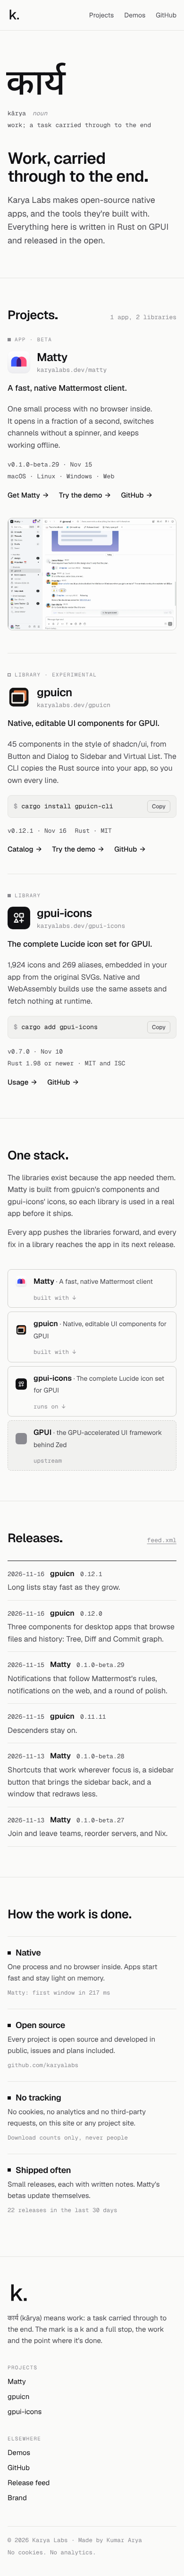 k.
Projects Demos GitHub
कार्य
kārya noun
work; a task carried through to the end
Work, carried
through to the end.
Karya Labs makes open-source native
apps, and the tools they're built with.
Everything here is written in Rust on GPUI
and released in the open.
Projects.
1 app, 2 libraries
APP · BETA
Matty
karyalabs.dev/matty
A fast, native Mattermost client.
One small process with no browser inside.
It opens in a fraction of a second, switches
channels without a spinner, and keeps
working offline.
v0.1.0-beta.29 · Nov 15
macOS · Linux · Windows · Web
Get Matty → Try the demo → GitHub →
LIBRARY · EXPERIMENTAL
gpuicn
karyalabs.dev/gpuicn
Native, editable UI components for GPUI.
45 components in the style of shadcn/ui, from
Button and Dialog to Sidebar and Virtual List. The
CLI copies the Rust source into your app, so you
own every line.
$ cargo install gpuicn-cli
Copy
v0.12.1 · Nov 16 Rust · MIT
Catalog → Try the demo → GitHub →
LIBRARY
gpui-icons
karyalabs.dev/gpui-icons
The complete Lucide icon set for GPUI.
1,924 icons and 269 aliases, embedded in your
app from the original SVGs. Native and
WebAssembly builds use the same assets and
fetch nothing at runtime.
$ cargo add gpui-icons
Copy
v0.7.0 · Nov 10
Rust 1.90 or newer · MIT and ISC
Usage → GitHub →
One stack.
The libraries exist because the app needed them.
Matty is built from gpuicn's components and
gpui-icons' icons, so each library is used in a real
app before it ships.
Every app pushes the libraries forward, and every
fix in a library reaches the app in its next release.
Matty · A fast, native Mattermost client
built with ↓
gpuicn · Native, editable UI components for
GPUI
built with ↓
gpui-icons · The complete Lucide icon set
for GPUI
runs on ↓
GPUI · the GPU-accelerated UI framework
behind Zed
upstream
Releases.
feed.xml
2026-11-16 gpuicn 0.12.1
Long lists stay fast as they grow.
2026-11-16 gpuicn 0.12.0
Three components for desktop apps that browse
files and history: Tree, Diff and Commit graph.
2026-11-15 Matty 0.1.0-beta.29
Notifications that follow Mattermost's rules,
notifications on the web, and a round of polish.
2026-11-15 gpuicn 0.11.11
Descenders stay on.
2026-11-13 Matty 0.1.0-beta.28
Shortcuts that work wherever focus is, a sidebar
button that brings the sidebar back, and a
window that redraws less.
2026-11-13 Matty 0.1.0-beta.27
Join and leave teams, reorder servers, and Nix.
How the work is done.
Native
One process and no browser inside. Apps start
fast and stay light on memory.
Matty: first window in 217 ms
Open source
Every project is open source and developed in
public, issues and plans included.
github.com/karyalabs
No tracking
No cookies, no analytics and no third-party
requests, on this site or any project site.
Download counts only, never people
Shipped often
Small releases, each with written notes. Matty's
betas update themselves.
22 releases in the last 30 days
k.
कार्य (kārya) means work: a task carried through to
the end. The mark is a k and a full stop, the work
and the point where it's done.
PROJECTS
Matty
gpuicn
gpui-icons
ELSEWHERE
Demos
GitHub
Release feed
Brand
© 2026 Karya Labs · Made by Kumar Arya
No cookies. No analytics.